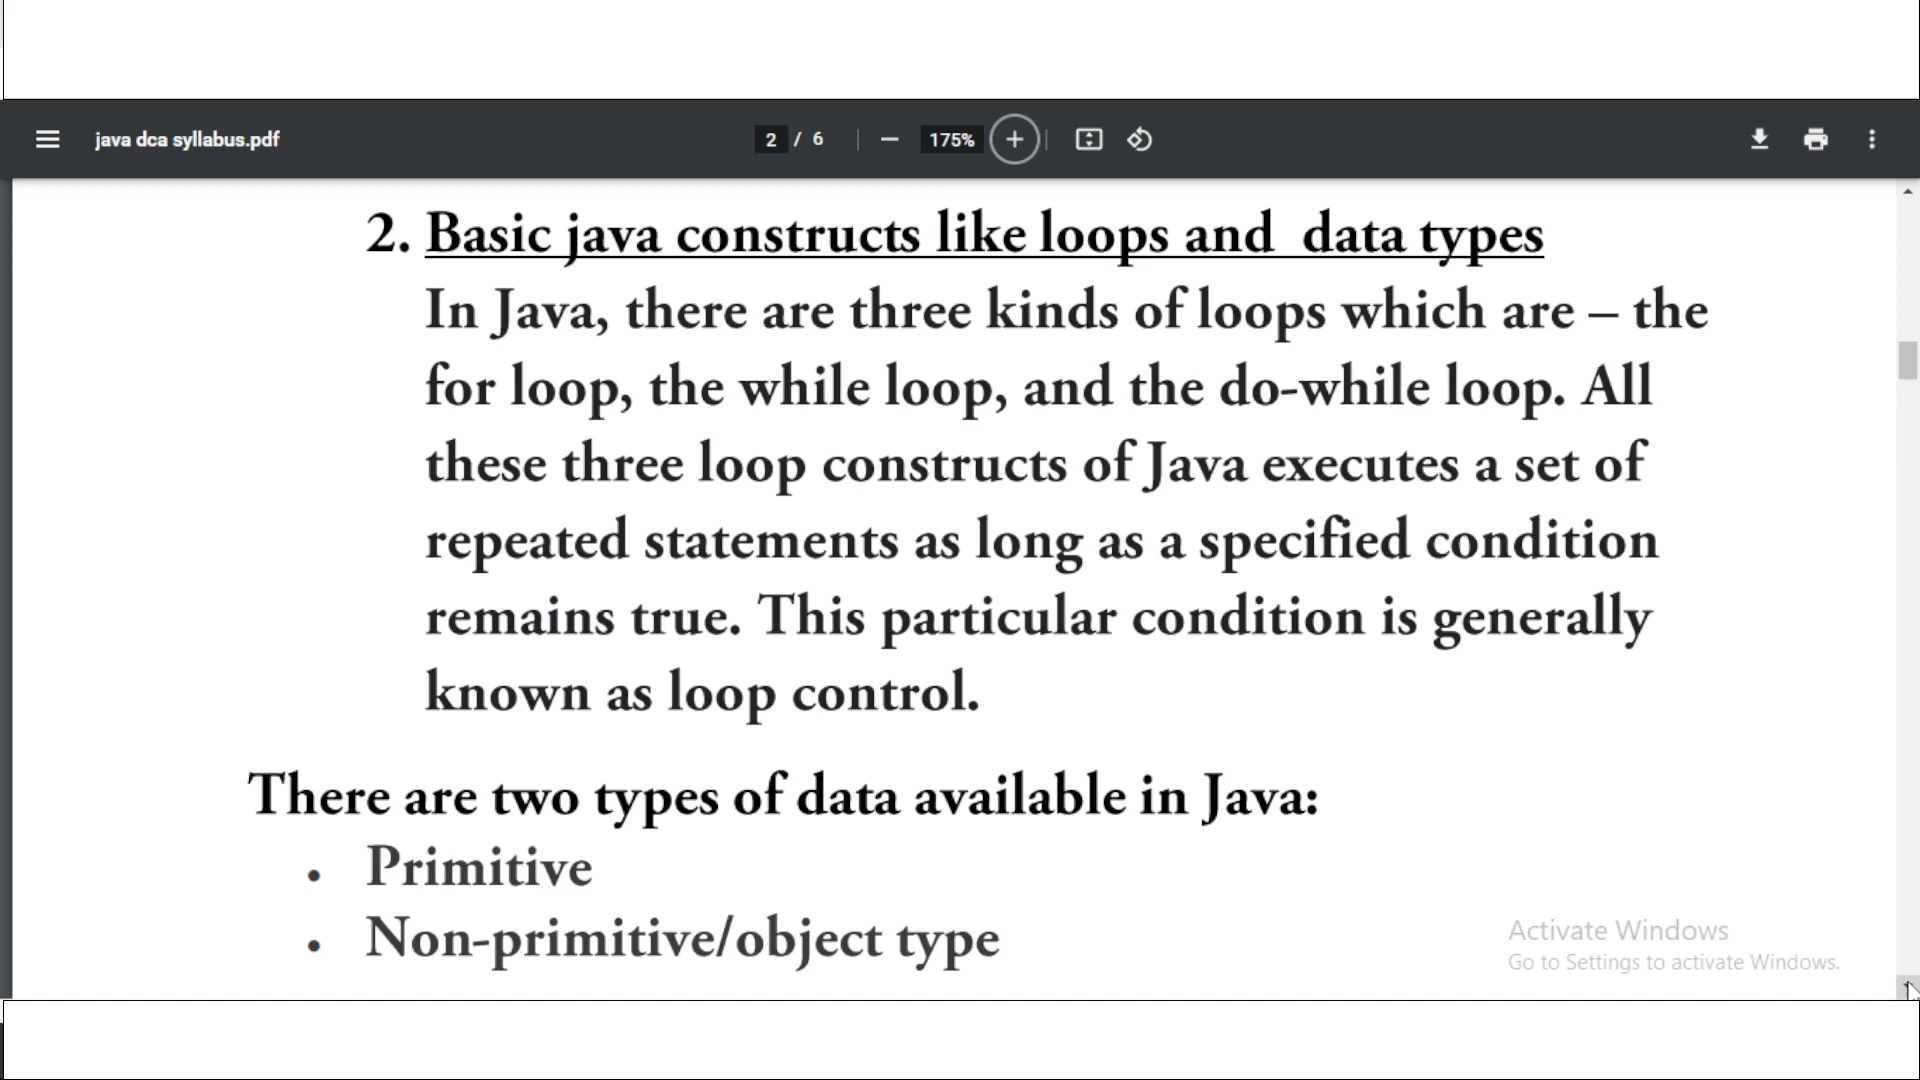 java dca syllabus.pdf
2 / 6
175%
2. Basic java constructs like loops and data types
In Java, there are three kinds of loops which are – the
for loop, the while loop, and the do-while loop. All
these three loop constructs of Java executes a set of
repeated statements as long as a specified condition
remains true. This particular condition is generally
known as loop control.
There are two types of data available in Java:
• Primitive
• Non-primitive/object type
Activate Windows
Go to Settings to activate Windows.